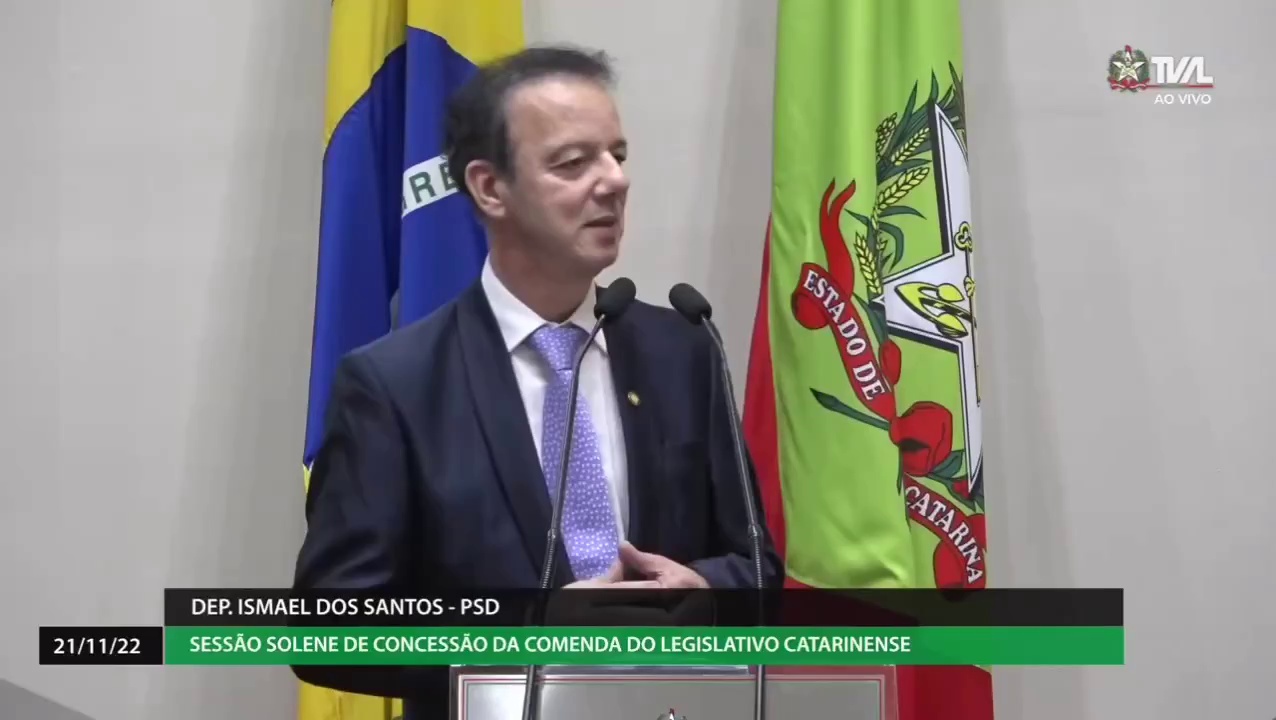 TVAL
AO VIVO
ESTADO DE
CATARINA
DEP. ISMAEL DOS SANTOS - PSD
21/11/22
SESSÃO SOLENE DE CONCESSÃO DA COMENDA DO LEGISLATIVO CATARINENSE